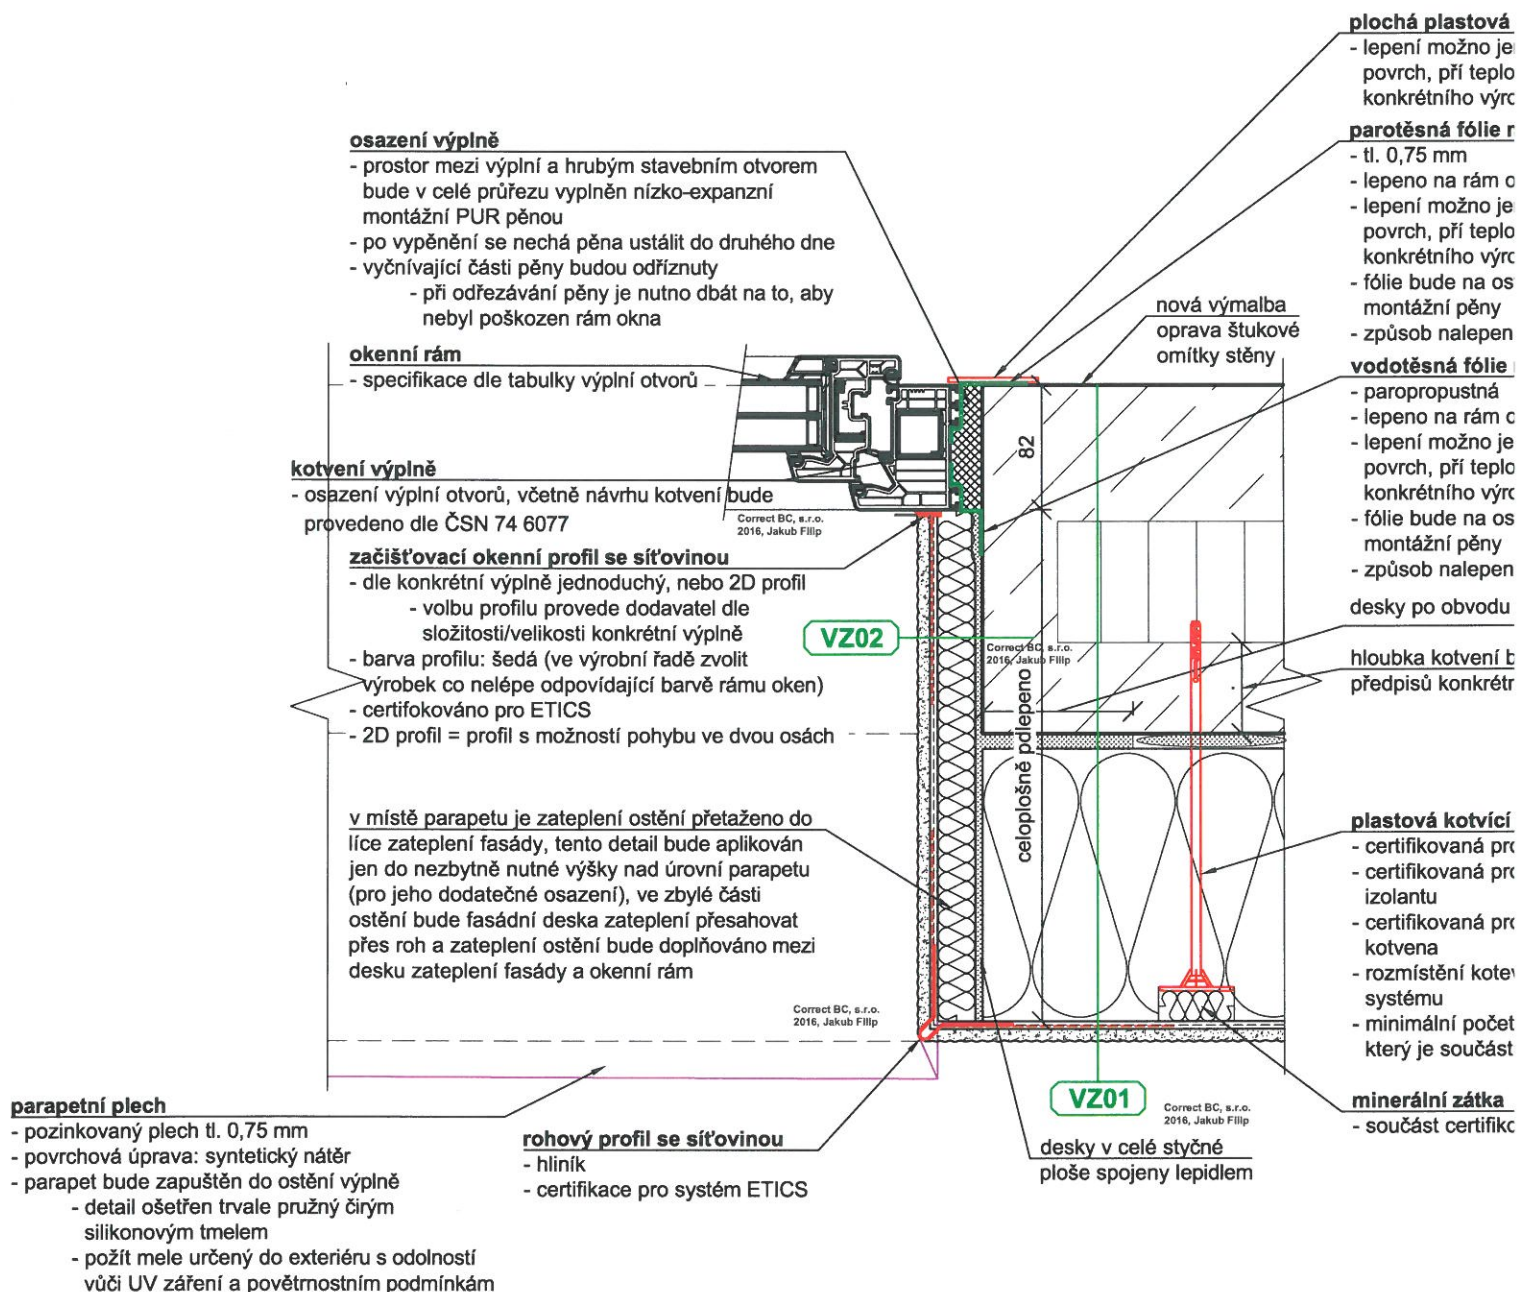 osazení výplně
- prostor mezi výplní a hrubým stavebním otvorem
bude v celé průřezu vyplněn nízko-expanzní
montážní PUR pěnou
- po vypěnění se nechá pěna ustálit do druhého dne
- vyčnívající části pěny budou odříznuty
- při odřezávání pěny je nutno dbát na to, aby
nebyl poškozen rám okna
okenní rám
- specifikace dle tabulky výplní otvorů
kotvení výplně
- osazení výplní otvorů, včetně návrhu kotvení bude
provedeno dle ČSN 74 6077
Correct BC, s.r.o.
2016, Jakub Filip
začišťovací okenní profil se síťovinou
- dle konkrétní výplně jednoduchý, nebo 2D profil
- volbu profilu provede dodavatel dle
složitosti/velikosti konkrétní výplně
- barva profilu: šedá (ve výrobní řadě zvolit
výrobek co nelépe odpovídající barvě rámu oken)
- certifokováno pro ETICS
- 2D profil = profil s možností pohybu ve dvou osách
v místě parapetu je zateplení ostění přetaženo do
líce zateplení fasády, tento detail bude aplikován
jen do nezbytně nutné výšky nad úrovní parapetu
(pro jeho dodatečné osazení), ve zbylé části
ostění bude fasádní deska zateplení přesahovat
přes roh a zateplení ostění bude doplňováno mezi
desku zateplení fasády a okenní rám
Correct BC, s.r.o.
2016, Jakub Filip
parapetní plech
- pozinkovaný plech tl. 0,75 mm
- povrchová úprava: syntetický nátěr
- parapet bude zapuštěn do ostění výplně
- detail ošetřen trvale pružný čirým
silikonovým tmelem
- požít mele určený do exteriéru s odolností
vůči UV záření a povětrnostním podmínkám
rohový profil se síťovinou
- hliník
- certifikace pro systém ETICS
nová výmalba
oprava štukové
omítky stěny
82
VZ02
Correct BC, s.r.o.
2016, Jakub Filip
celoplošně pdlepeno
VZ01
Correct BC, s.r.o.
2016, Jakub Filip
desky v celé styčné
ploše spojeny lepidlem
plochá plastová
- lepení možno je
povrch, pří teplo
konkrétního výro
parotěsná fólie
- tl. 0,75 mm
- lepeno na rám o
- lepení možno je
povrch, pří teplo
konkrétního výro
- fólie bude na os
montážní pěny
- způsob nalepen
vodotěsná fólie
- paropropustná
- lepeno na rám o
- lepení možno je
povrch, pří teplo
konkrétního výro
- fólie bude na os
montážní pěny
- způsob nalepen
desky po obvodu
hloubka kotvení b
předpisů konkrétr
plastová kotvící
- certifikovaná pro
- certifikovaná pro
izolantu
- certifikovaná pro
kotvena
- rozmístění kotev
systému
- minimální počet
který je součást
minerální zátka
- součást certifiko